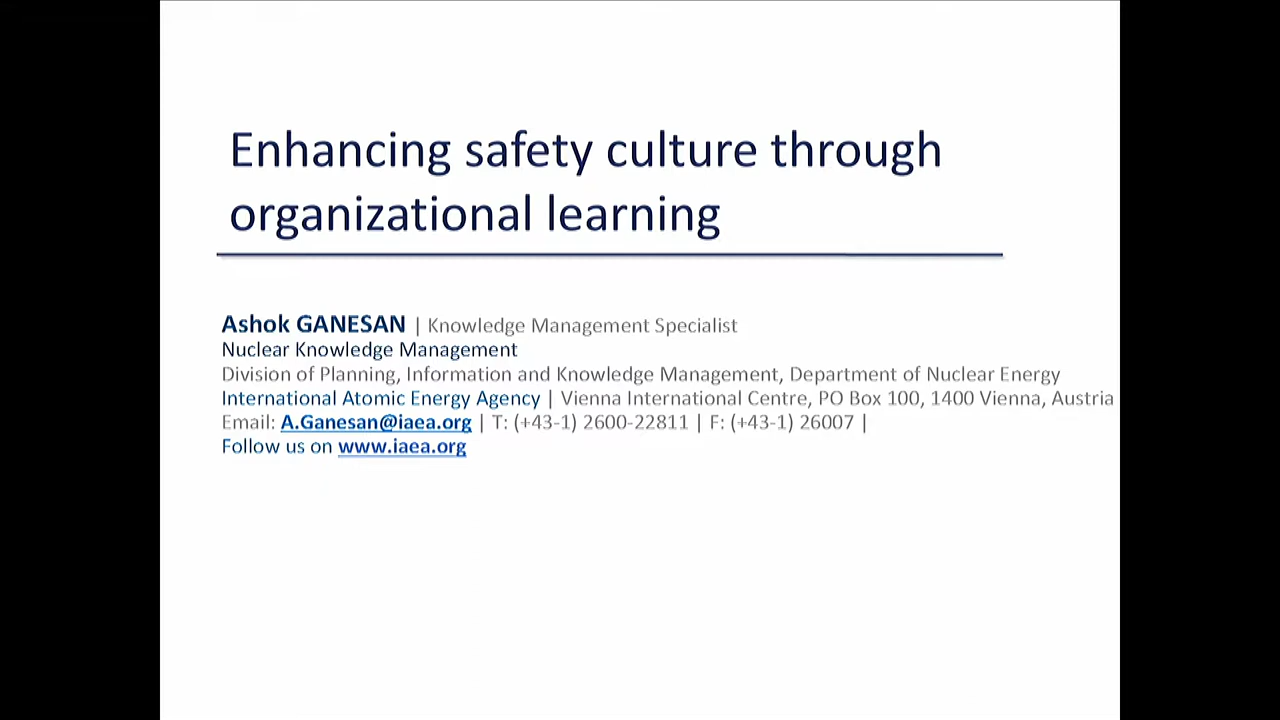 Enhancing safety culture through
organizational learning
Ashok GANESAN | Knowledge Management Specialist
Nuclear Knowledge Management
Division of Planning, Information and Knowledge Management, Department of Nuclear Energy
International Atomic Energy Agency | Vienna International Centre, PO Box 100, 1400 Vienna, Austria
Email: A.Ganesan@iaea.org | T: (+43-1) 2600-22811 | F: (+43-1) 26007 |
Follow us on www.iaea.org